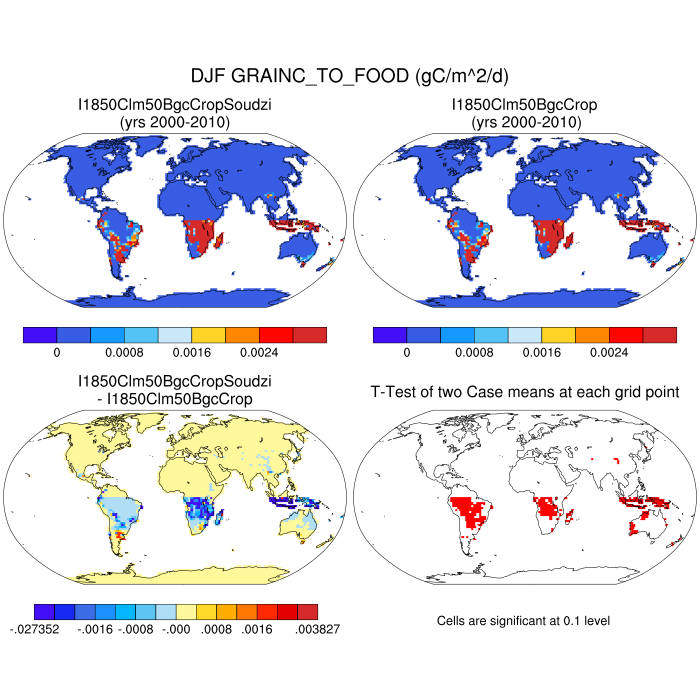 DJF GRAINC_TO_FOOD (gC/m^2/d)
I1850Clm50BgcCropSoudzi
(yrs 2000-2010)
I1850Clm50BgcCrop
(yrs 2000-2010)
0 0.0008 0.0016 0.0024
0 0.0008 0.0016 0.0024
I1850Clm50BgcCropSoudzi
- I1850Clm50BgcCrop
T-Test of two Case means at each grid point
-.027352 -.0016 -.0008 -.000 .0008 .0016 .003827
Cells are significant at 0.1 level